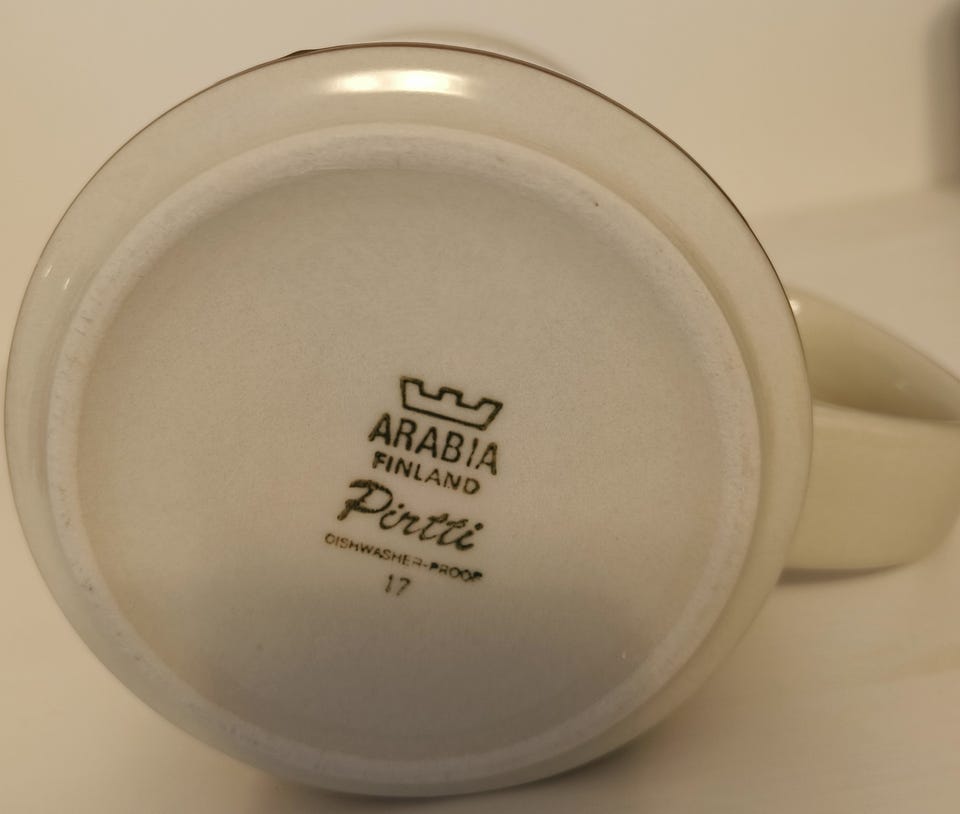 ARABIA
FINLAND
Pirtti
DISHWASHER-PROOF
17